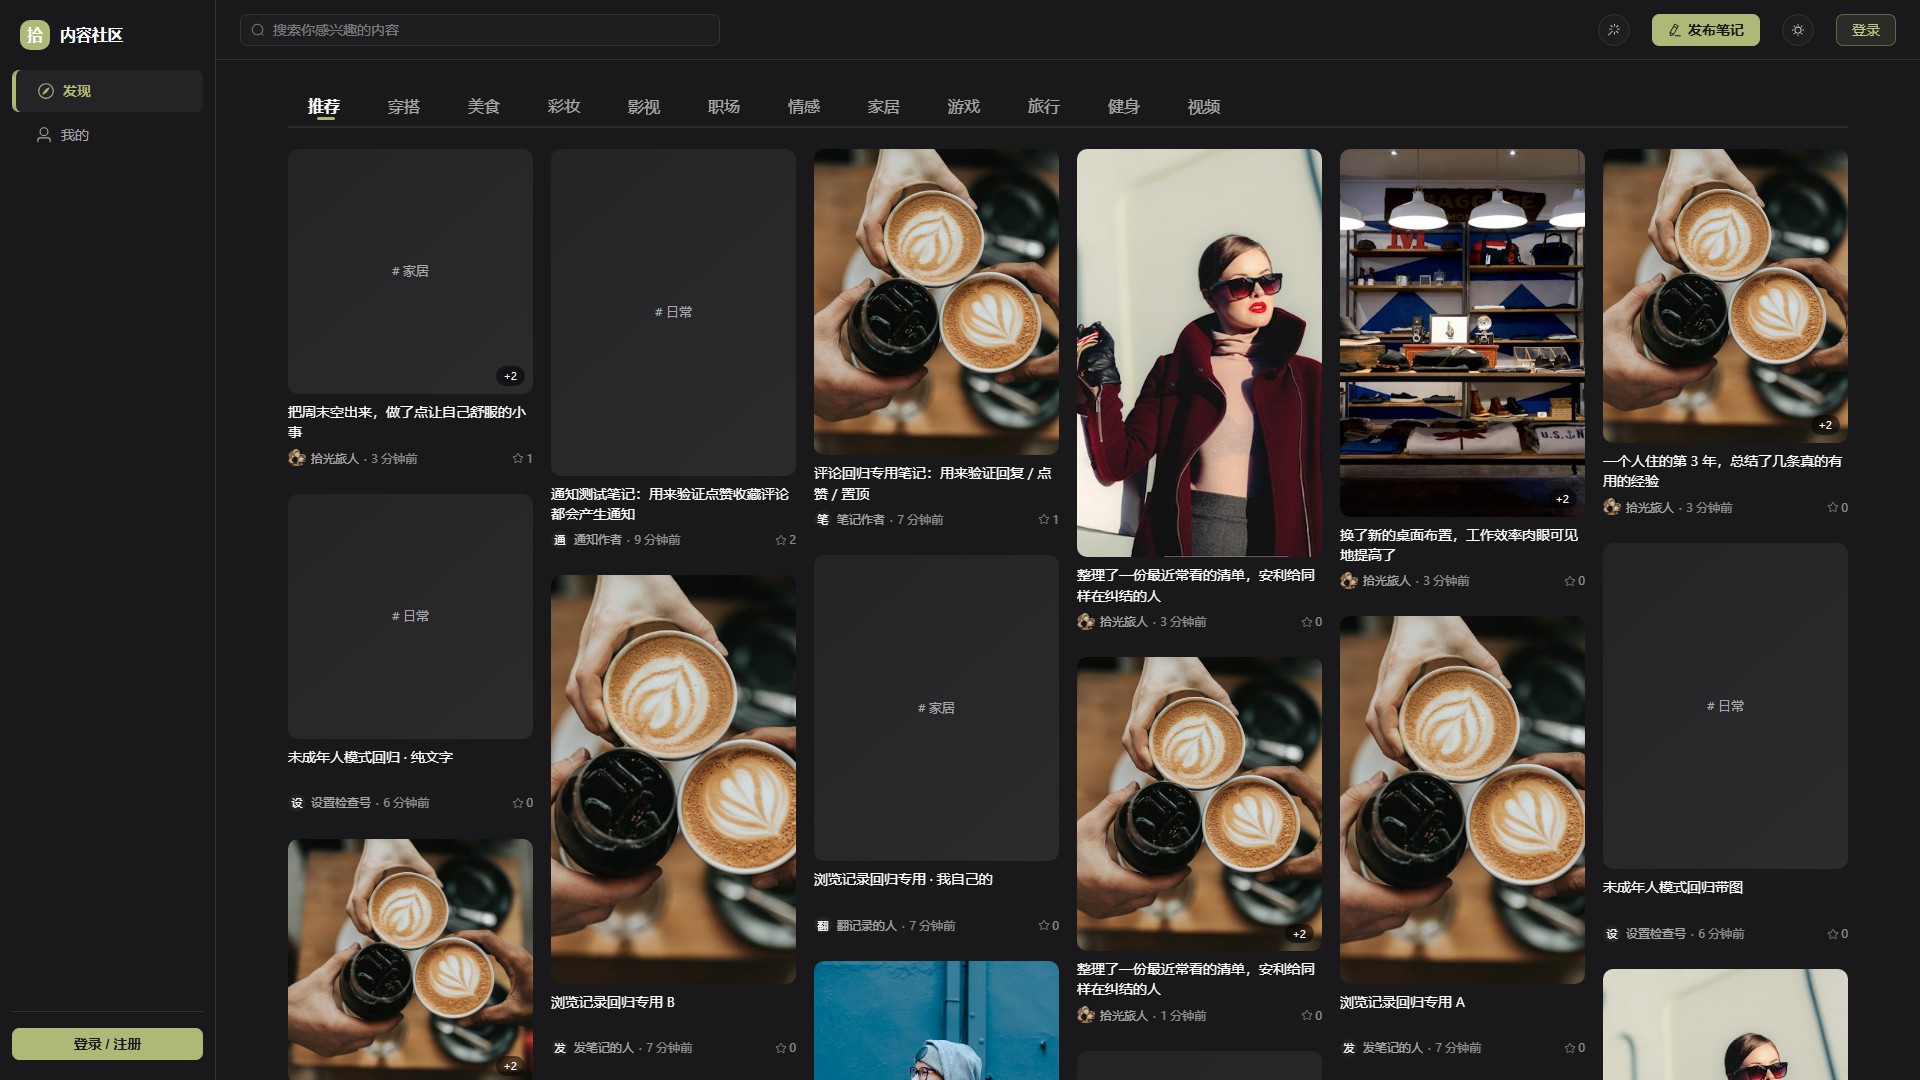 拾 内容社区
搜索你感兴趣的内容
发布笔记
登录
发现
我的
推荐 穿搭 美食 彩妆 影视 职场 情感 家居 游戏 旅行 健身 视频
# 家居
+2
把周末空出来，做了点让自己舒服的小
事
拾光旅人 · 3 分钟前 1
# 日常
未成年人模式回归 · 纯文字
设 设置检查号 · 6 分钟前 0
+2
# 日常
通知测试笔记：用来验证点赞收藏评论
都会产生通知
通 通知作者 · 9 分钟前 2
浏览记录回归专用 B
发 发笔记的人 · 7 分钟前 0
评论回归专用笔记：用来验证回复 / 点
赞 / 置顶
笔 笔记作者 · 7 分钟前 1
# 家居
浏览记录回归专用 · 我自己的
翻 翻记录的人 · 7 分钟前 0
整理了一份最近常看的清单，安利给同
样在纠结的人
拾光旅人 · 3 分钟前 0
+2
整理了一份最近常看的清单，安利给同
样在纠结的人
拾光旅人 · 1 分钟前 0
M
U.S.
+2
换了新的桌面布置，工作效率肉眼可见
地提高了
拾光旅人 · 3 分钟前 0
浏览记录回归专用 A
发 发笔记的人 · 7 分钟前 0
+2
一个人住的第 3 年，总结了几条真的有
用的经验
拾光旅人 · 3 分钟前 0
# 日常
未成年人模式回归带图
设 设置检查号 · 6 分钟前 0
登录 / 注册